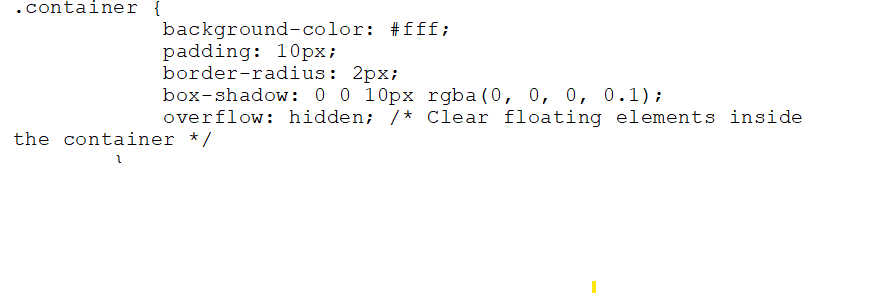 .container {
background-color: #fff;
padding: 10px;
border-radius: 2px;
box-shadow: 0 0 10px rgba(0, 0, 0, 0.1);
overflow: hidden; /* Clear floating elements inside
the container */
}